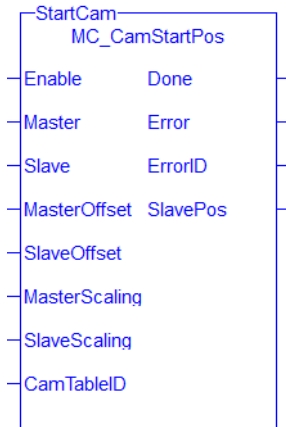 StartCam
MC_CamStartPos
Enable Done
Master Error
Slave ErrorID
MasterOffset SlavePos
SlaveOffset
MasterScaling
SlaveScaling
CamTableID